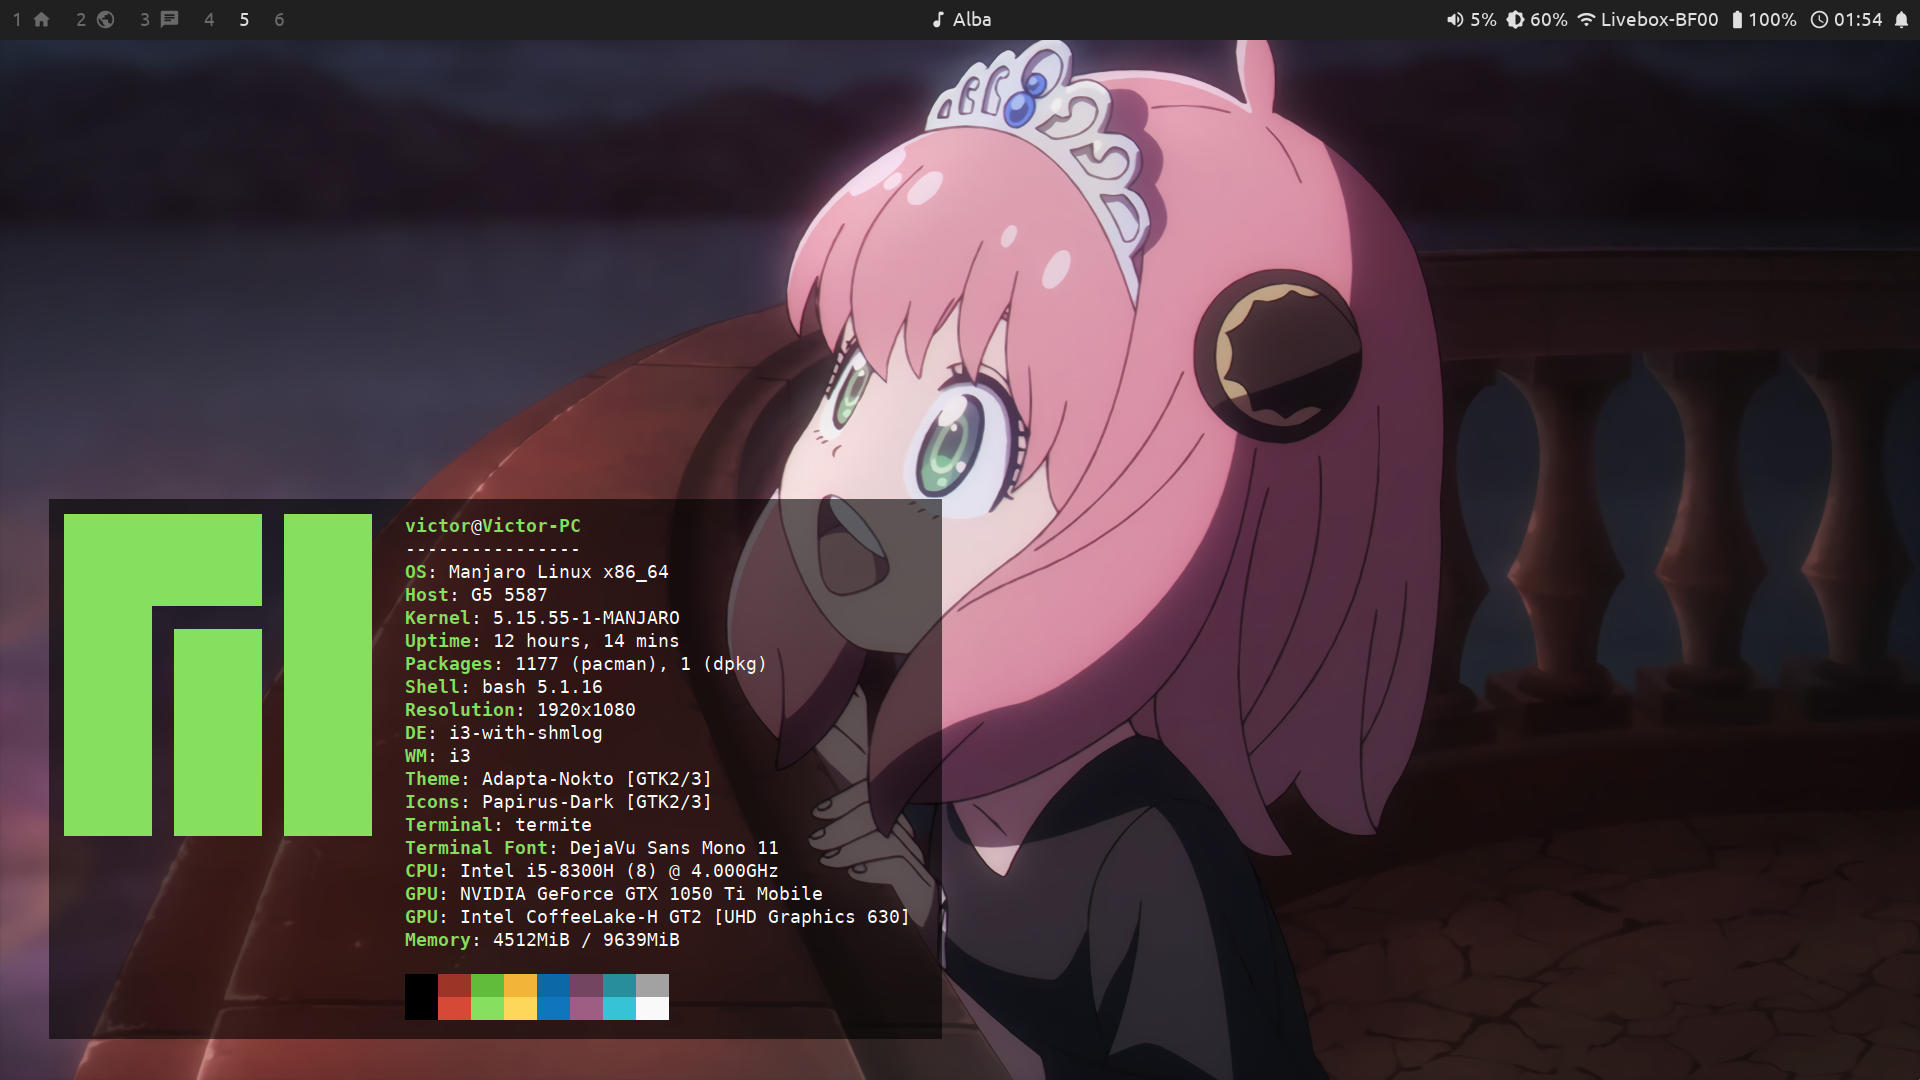 1 2 3 4 5 6 Alba 5% 60% Livebox-BF00 100% 01:54
victor@Victor-PC
----------------
OS: Manjaro Linux x86_64
Host: G5 5587
Kernel: 5.15.55-1-MANJARO
Uptime: 12 hours, 14 mins
Packages: 1177 (pacman), 1 (dpkg)
Shell: bash 5.1.16
Resolution: 1920x1080
DE: i3-with-shmlog
WM: i3
Theme: Adapta-Nokto [GTK2/3]
Icons: Papirus-Dark [GTK2/3]
Terminal: termite
Terminal Font: DejaVu Sans Mono 11
CPU: Intel i5-8300H (8) @ 4.000GHz
GPU: NVIDIA GeForce GTX 1050 Ti Mobile
GPU: Intel CoffeeLake-H GT2 [UHD Graphics 630]
Memory: 4512MiB / 9639MiB